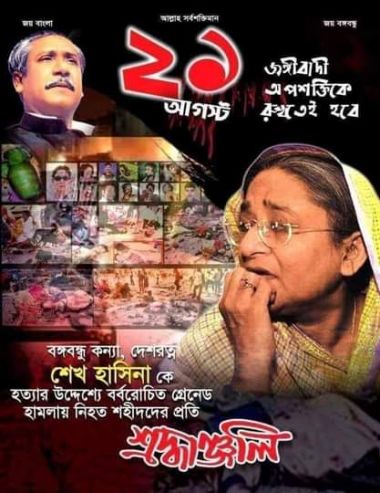 জয় বাংলা
আল্লাহ সর্বশক্তিমান
জয় বঙ্গবন্ধু
২১
আগস্ট
জঙ্গীবাদী
অপশক্তিকে
রুখতেই হবে
বঙ্গবন্ধু কন্যা, দেশরত্ন
শেখ হাসিনা কে
হত্যার উদ্দেশ্যে বর্বরোচিত গ্রেনেড
হামলায় নিহত শহীদদের প্রতি
শ্রদ্ধাঞ্জলি